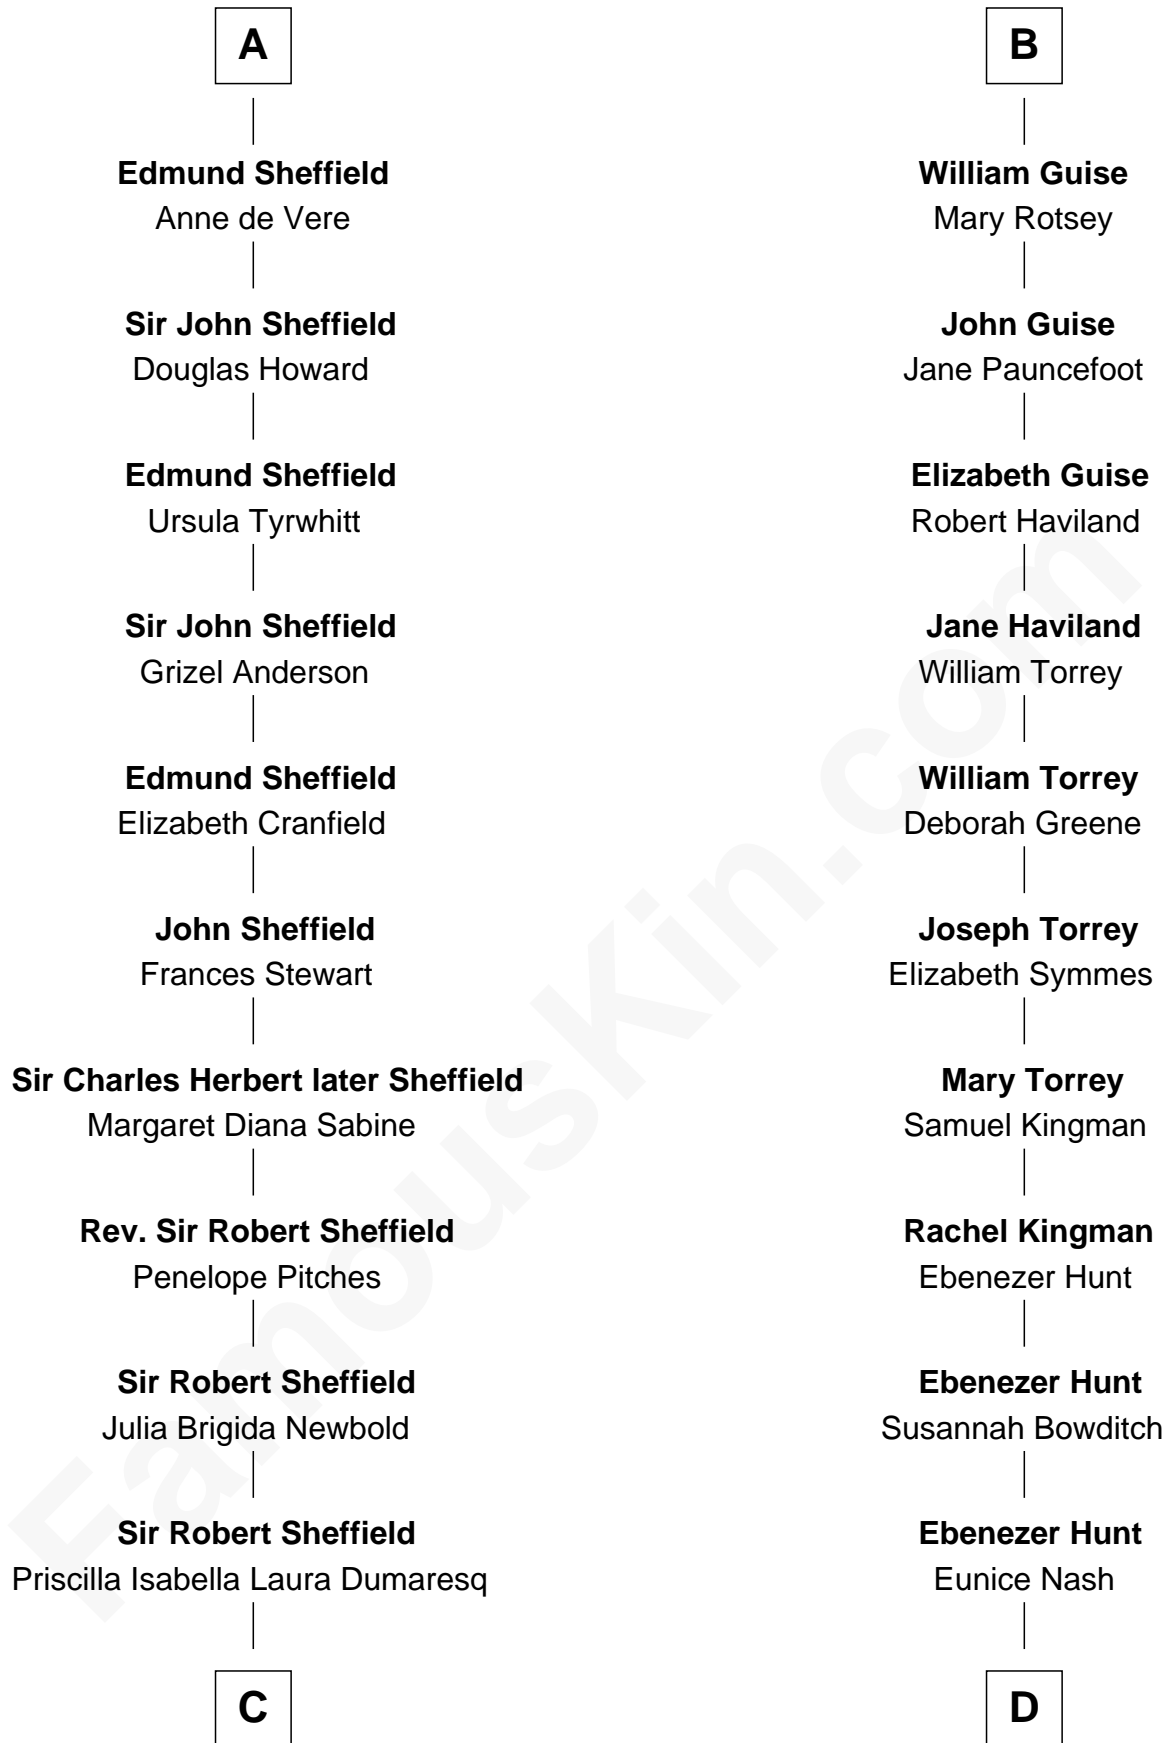 A
Edmund Sheffield
Anne de Vere
Sir John Sheffield
Douglas Howard
Edmund Sheffield
Ursula Tyrwhitt
Sir John Sheffield
Grizel Anderson
Edmund Sheffield
Elizabeth Cranfield
John Sheffield
Frances Stewart
Sir Charles Herbert later Sheffield
Margaret Diana Sabine
Rev. Sir Robert Sheffield
Penelope Pitches
Sir Robert Sheffield
Julia Brigida Newbold
Sir Robert Sheffield
Priscilla Isabella Laura Dumaresq
C
B
William Guise
Mary Rotsey
John Guise
Jane Pauncefoot
Elizabeth Guise
Robert Haviland
Jane Haviland
William Torrey
William Torrey
Deborah Greene
Joseph Torrey
Elizabeth Symmes
Mary Torrey
Samuel Kingman
Rachel Kingman
Ebenezer Hunt
Ebenezer Hunt
Susannah Bowditch
Ebenezer Hunt
Eunice Nash
D
FamousKin.com